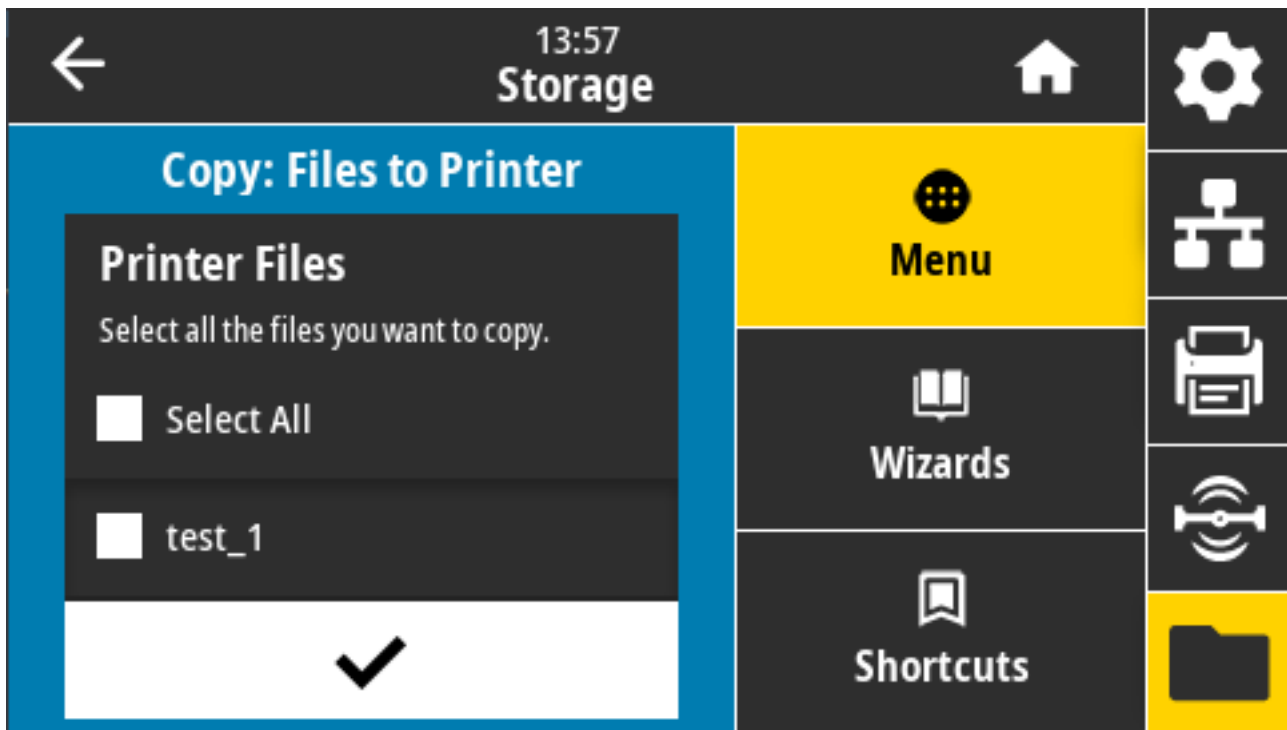 13:57
Storage
Copy: Files to Printer
Printer Files
Select all the files you want to copy.
Select All
test_1
Menu
Wizards
Shortcuts